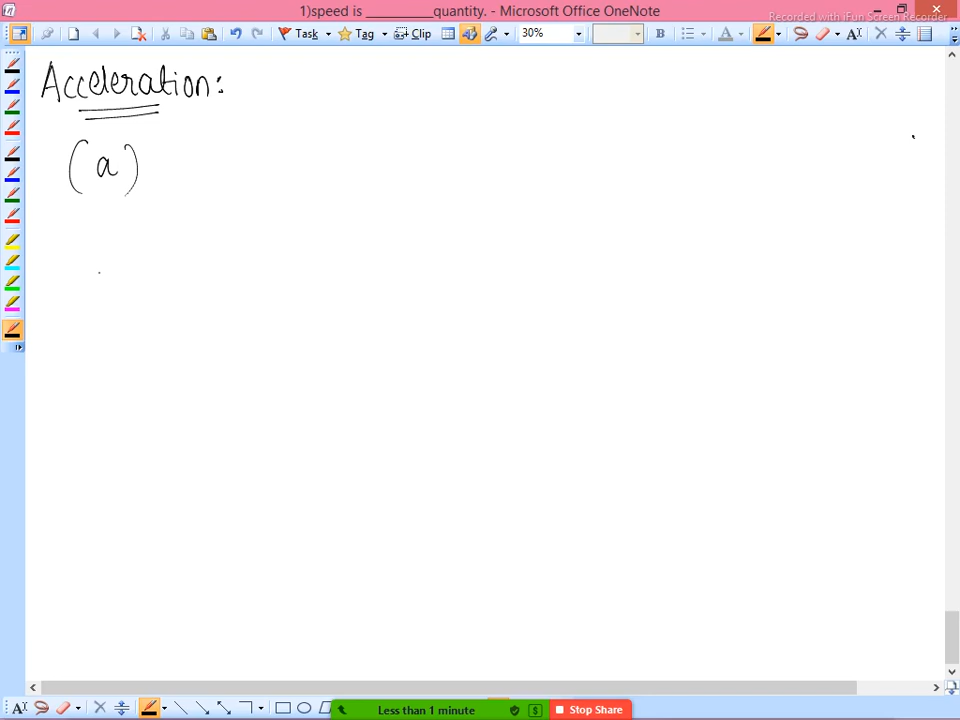 1)speed is __________quantity. - Microsoft Office OneNote
Recorded with iFun Screen Recorder
Task Tag Clip 30% B A A
Acceleration:
(a)
A Less than 1 minute $ Stop Share